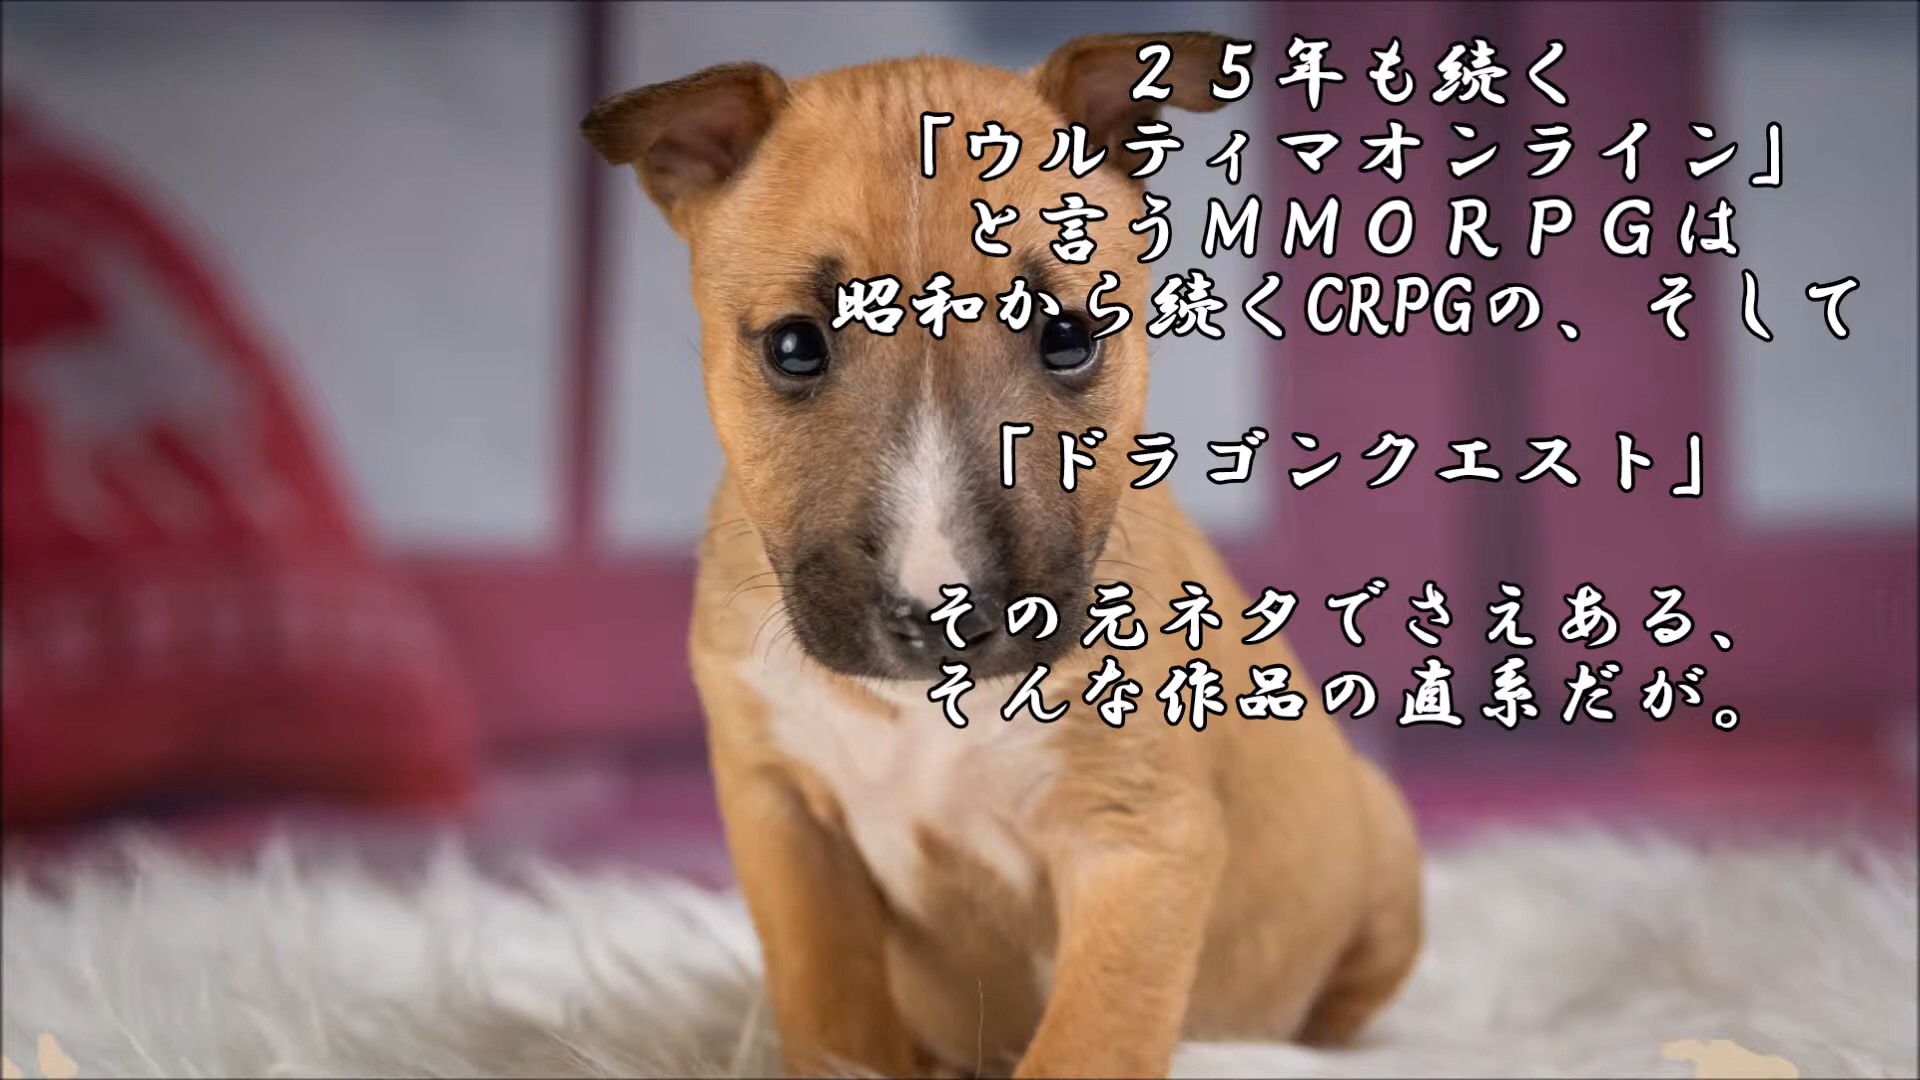 ２５年も続く
「ウルティマオンライン」
と言うＭＭＯＲＰＧは
昭和から続くCRPGの、そして
「ドラゴンクエスト」
その元ネタでさえある、
そんな作品の直系だが。